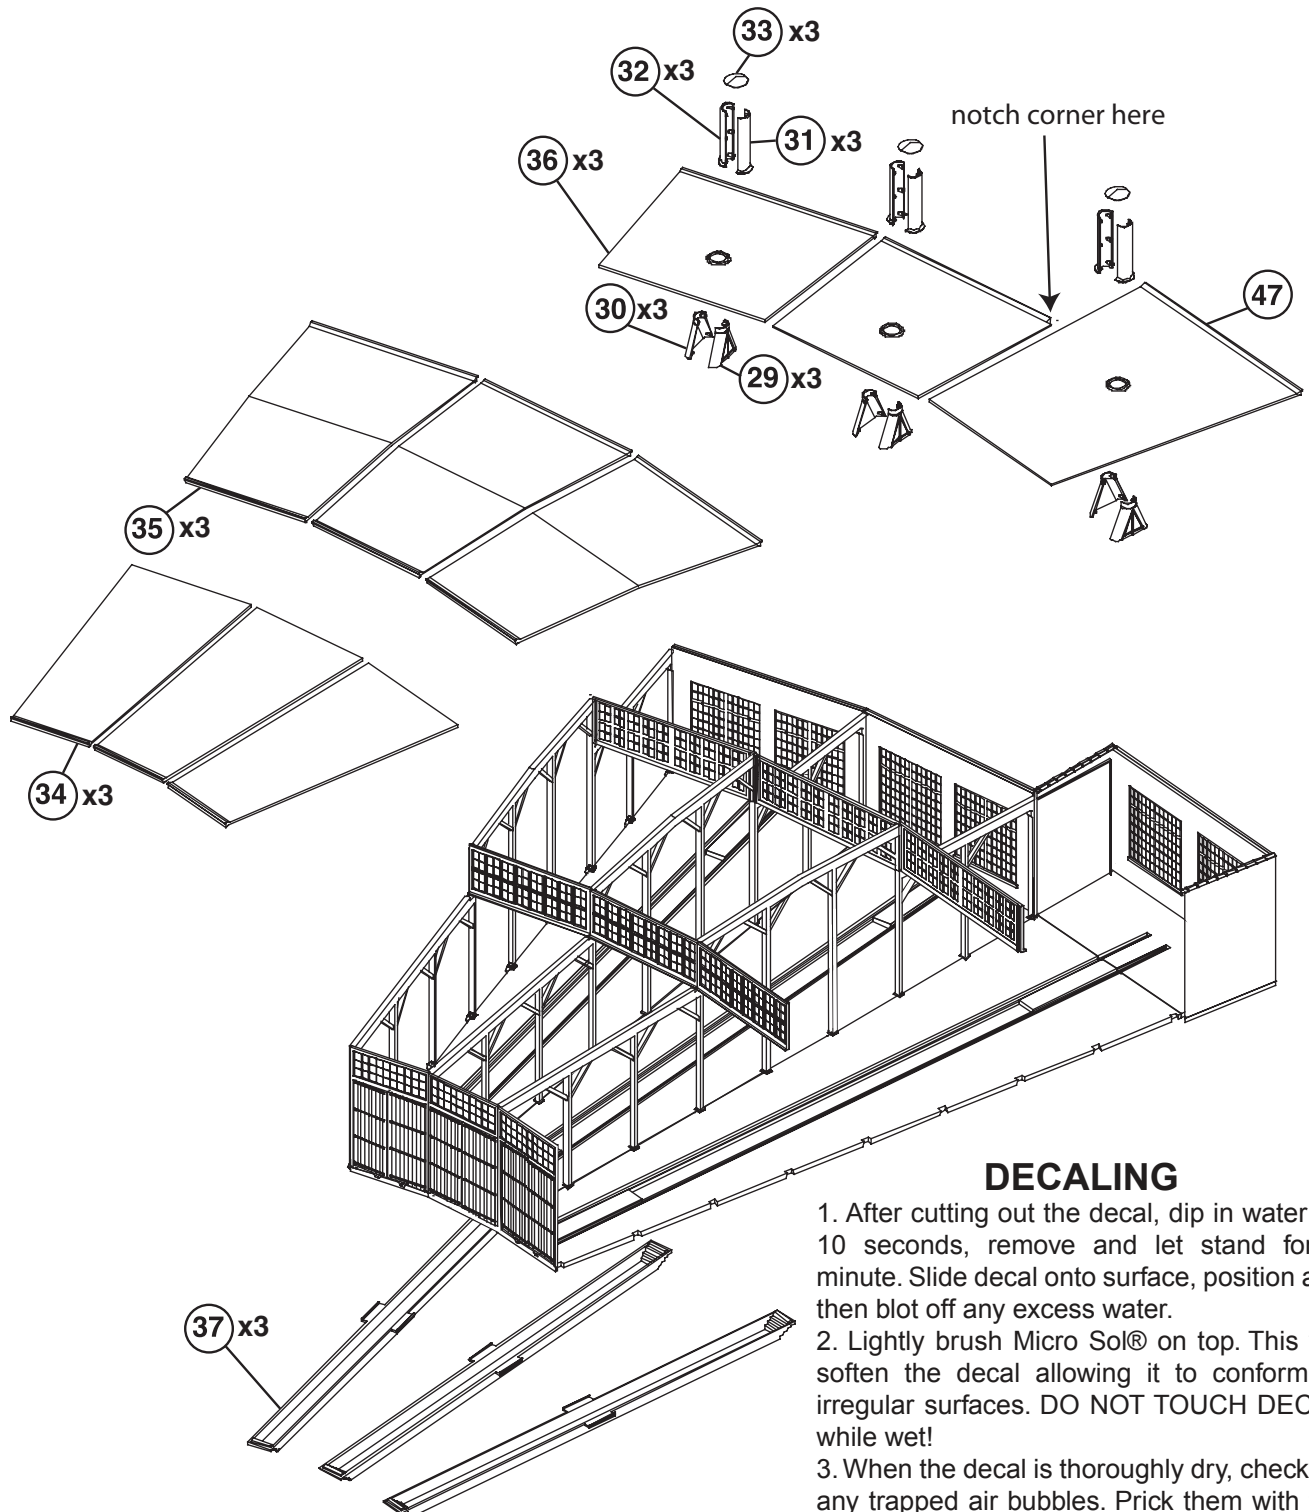 33 x3
32 x3
notch corner here
31 x3
36 x3
47
30 x3
29 x3
35 x3
34 x3
37 x3
DECALING
1. After cutting out the decal, dip in water
10 seconds, remove and let stand for
minute. Slide decal onto surface, position
then blot off any excess water.
2. Lightly brush Micro Sol® on top. This
soften the decal allowing it to conform
irregular surfaces. DO NOT TOUCH DEC
while wet!
3. When the decal is thoroughly dry, check
any trapped air bubbles. Prick them with